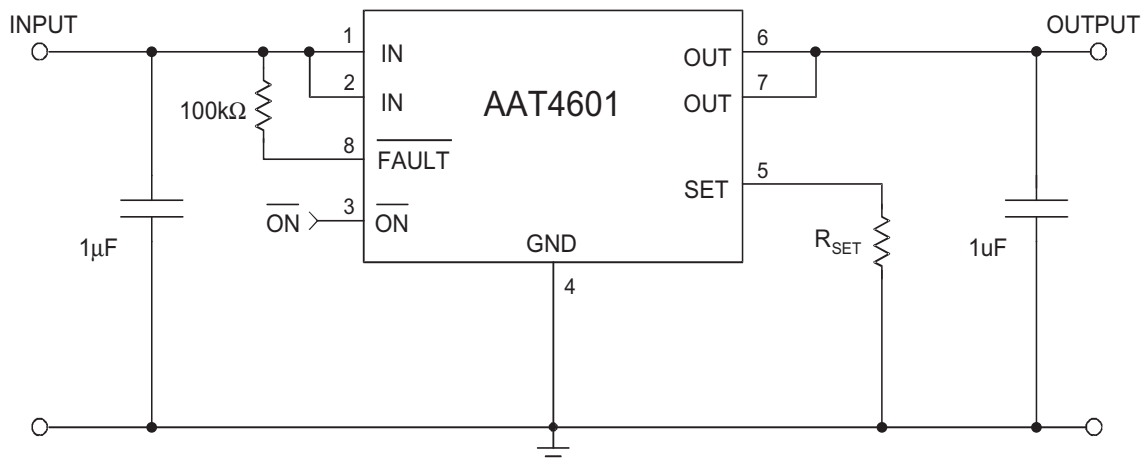 INPUT
OUTPUT
1
IN
6
OUT
2
IN
7
OUT
AAT4601
100kΩ
8
FAULT
5
SET
3
ON
ON
GND
4
1μF
R_SET
1uF